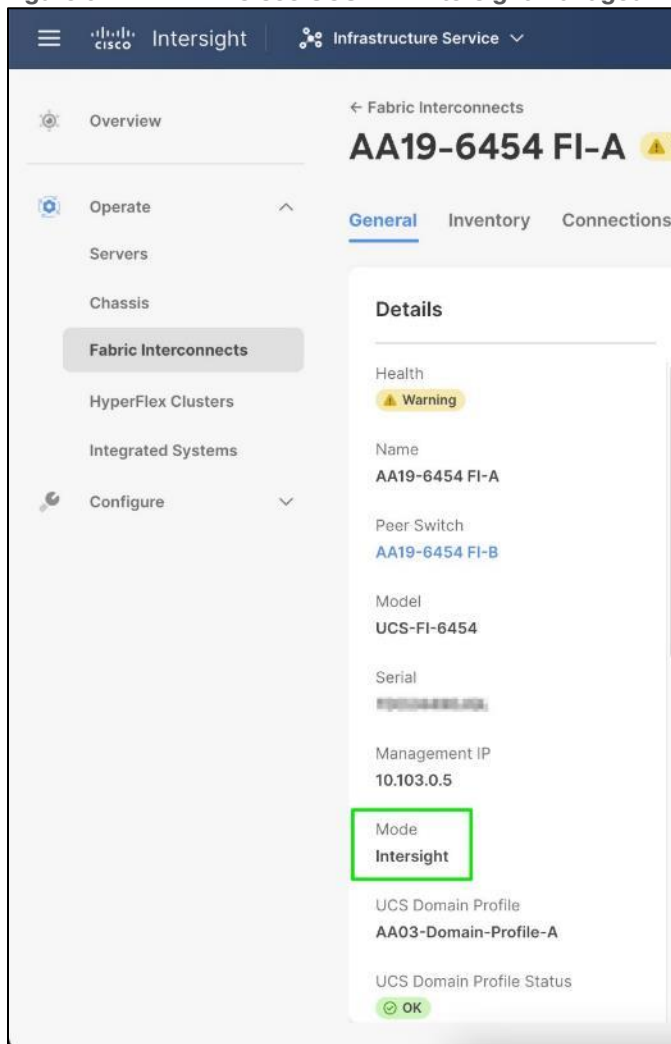 cisco Intersight Infrastructure Service
Overview
Operate
Servers
Chassis
Fabric Interconnects
HyperFlex Clusters
Integrated Systems
Configure
← Fabric Interconnects
AA19-6454 FI-A
General Inventory Connections
Details
Health
Warning
Name
AA19-6454 FI-A
Peer Switch
AA19-6454 FI-B
Model
UCS-FI-6454
Serial
Management IP
10.103.0.5
Mode
Intersight
UCS Domain Profile
AA03-Domain-Profile-A
UCS Domain Profile Status
OK